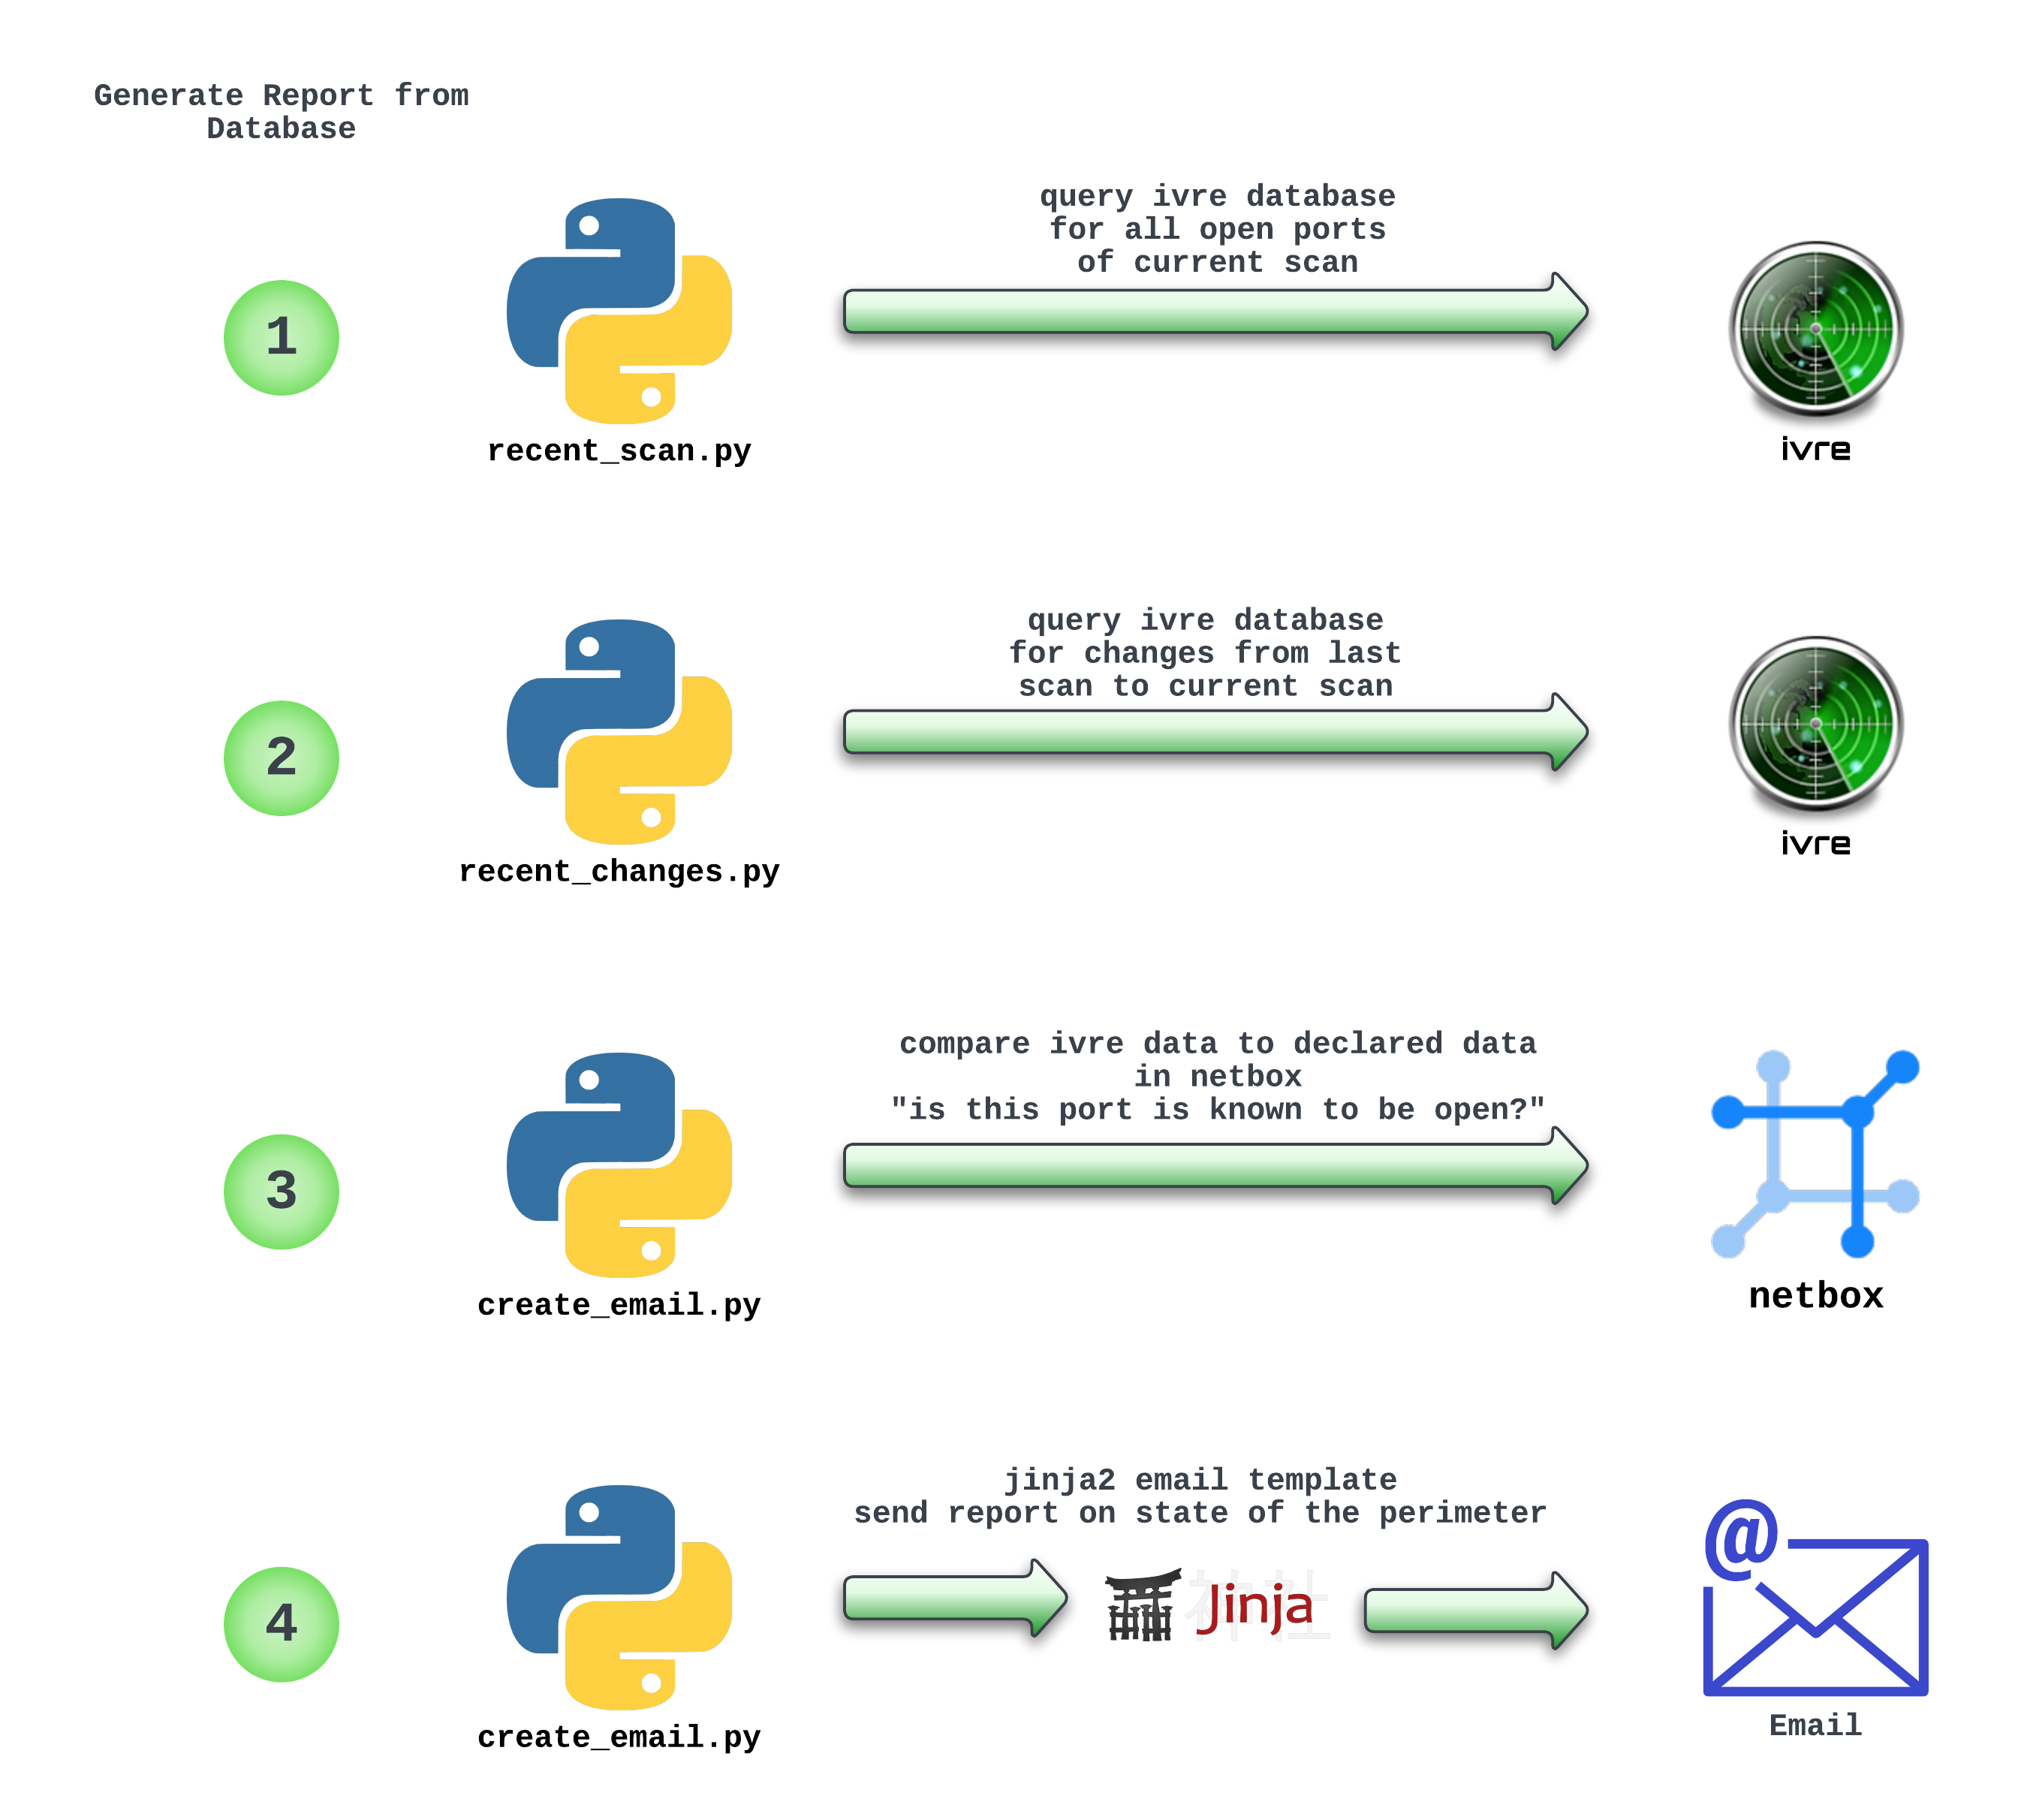 Generate Report from
Database
query ivre database
for all open ports
of current scan
1
recent_scan.py
ivre
query ivre database
for changes from last
scan to current scan
2
recent_changes.py
ivre
compare ivre data to declared data
in netbox
"is this port is known to be open?"
3
create_email.py
netbox
jinja2 email template
send report on state of the perimeter
4
神社
Jinja
@
create_email.py
Email